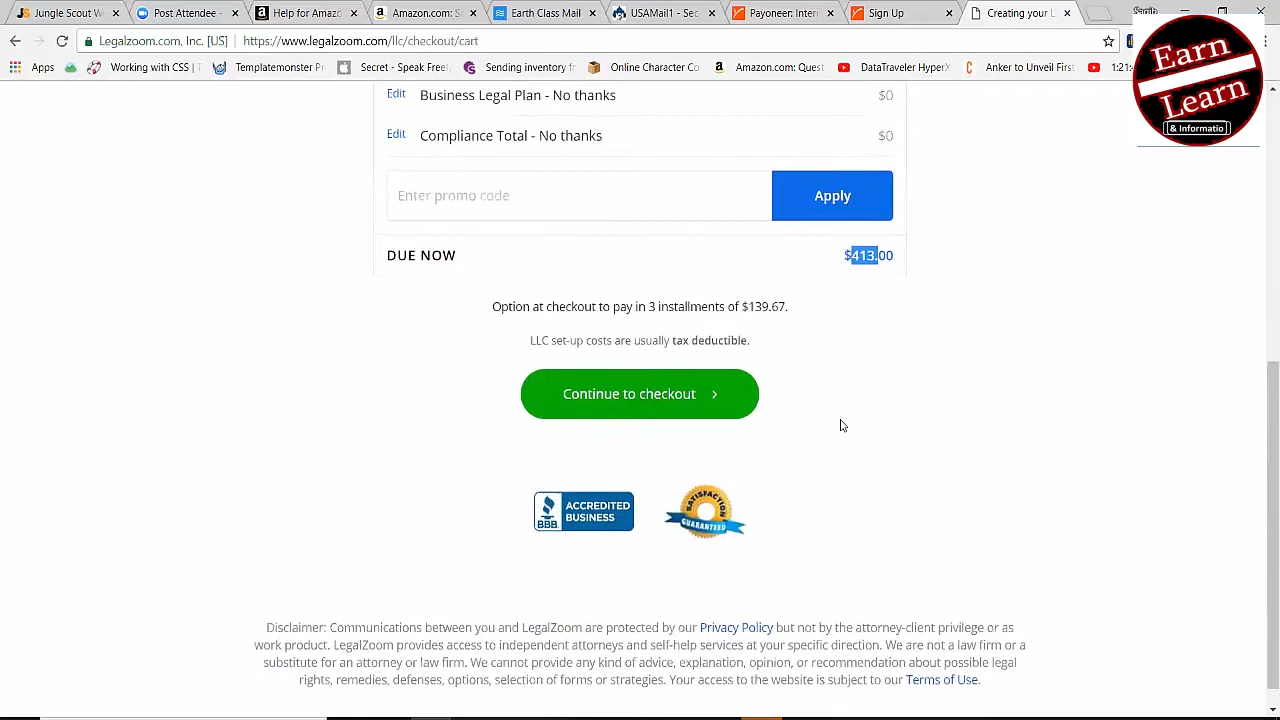 Jungle Scout W
Post Attendee -
Help for Amazo
Amazon.com: S
Earth Class Mail
USAMail1 - Sec
Payoneer: Inter
Sign Up
Creating your L
Saqib
Legalzoom.com, Inc. [US]
https://www.legalzoom.com/llc/checkout/cart
Apps
Working with CSS |
Templatemonster P
Secret - Speak Free
Sending inventory f
Online Character Co
Amazon.com: Quest
DataTraveler HyperX
Anker to Unveil First
1:21
Earn
Learn
& Informatio
Edit Business Legal Plan - No thanks $0
Edit Compliance Total - No thanks $0
Enter promo code Apply
DUE NOW $413.00
Option at checkout to pay in 3 installments of $139.67.
LLC set-up costs are usually tax deductible.
Continue to checkout
BBB ACCREDITED
BUSINESS
SATISFACTION
GUARANTEED
Disclaimer: Communications between you and LegalZoom are protected by our Privacy Policy but not by the attorney-client privilege or as
work product. LegalZoom provides access to independent attorneys and self-help services at your specific direction. We are not a law firm or a
substitute for an attorney or law firm. We cannot provide any kind of advice, explanation, opinion, or recommendation about possible legal
rights, remedies, defenses, options, selection of forms or strategies. Your access to the website is subject to our Terms of Use.